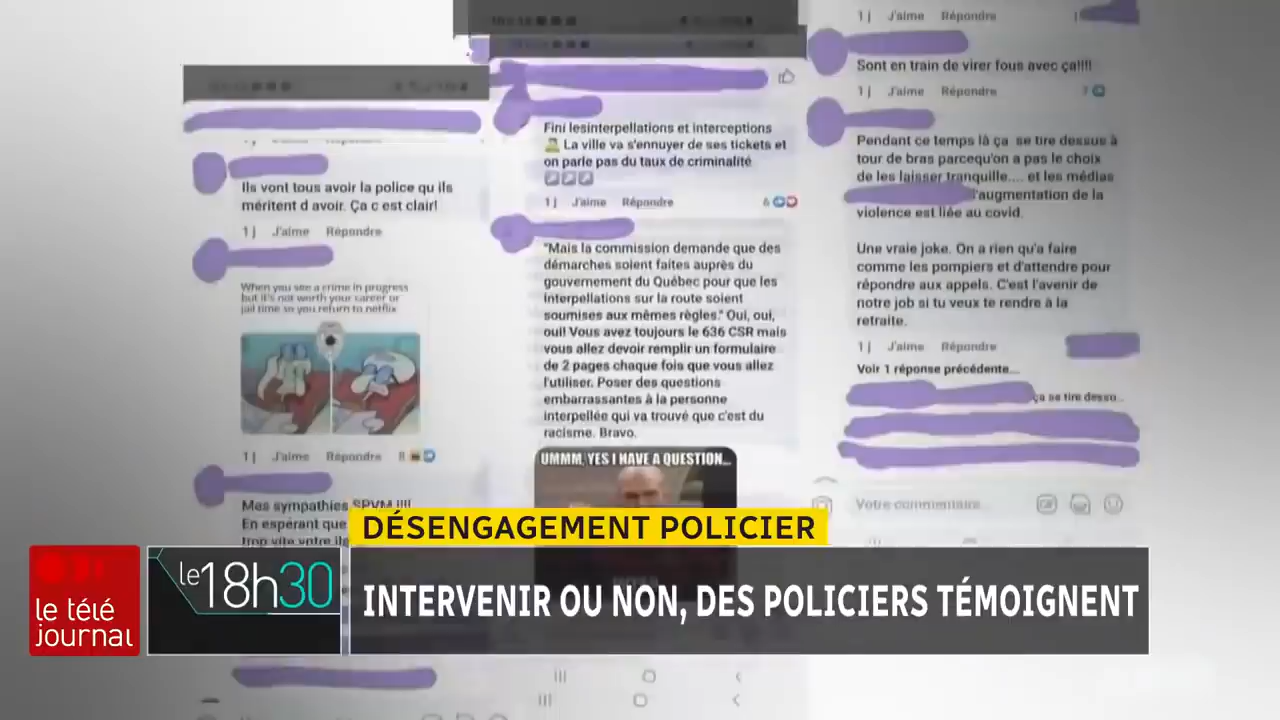 1 j J'aime Répondre
Ils vont tous avoir la police qu ils
méritent d avoir. Ça c est clair!
1 j J'aime Répondre
When you see a crime in progress
but it's not worth your career or
jail time so you return to netflix
1 j J'aime Répondre 8
Mes sympathies SPVM !!!!
En espérant que
trop vite votre
Fini lesinterpellations et interceptions
La ville va s'ennuyer de ses tickets et
on parle pas du taux de criminalité
1 j J'aime Répondre 6
"Mais la commission demande que des
démarches soient faites auprès du
gouvernement du Québec pour que les
interpellations sur la route soient
soumises aux mêmes règles." Oui, oui,
oui! Vous avez toujours le 636 CSR mais
vous allez devoir remplir un formulaire
de 2 pages chaque fois que vous allez
l'utiliser. Poser des questions
embarrassantes à la personne
interpellée qui va trouvé que c'est du
racisme. Bravo.
UMMM, YES I HAVE A QUESTION...
Sont en train de virer fous avec ça!!!!
1 j J'aime Répondre 7
Pendant ce temps là ça se tire dessus à
tour de bras parcequ'on a pas le choix
de les laisser tranquille.... et les médias
l'augmentation de la
violence est liée au covid.
Une vraie joke. On a rien qu'a faire
comme les pompiers et d'attendre pour
répondre aux appels. C'est l'avenir de
notre job si tu veux te rendre à la
retraite.
1 j J'aime Répondre
Voir 1 réponse précédente...
ça se tire desso...
Votre commentaire...
DÉSENGAGEMENT POLICIER
le télé
journal
le 18h30
INTERVENIR OU NON, DES POLICIERS TÉMOIGNENT